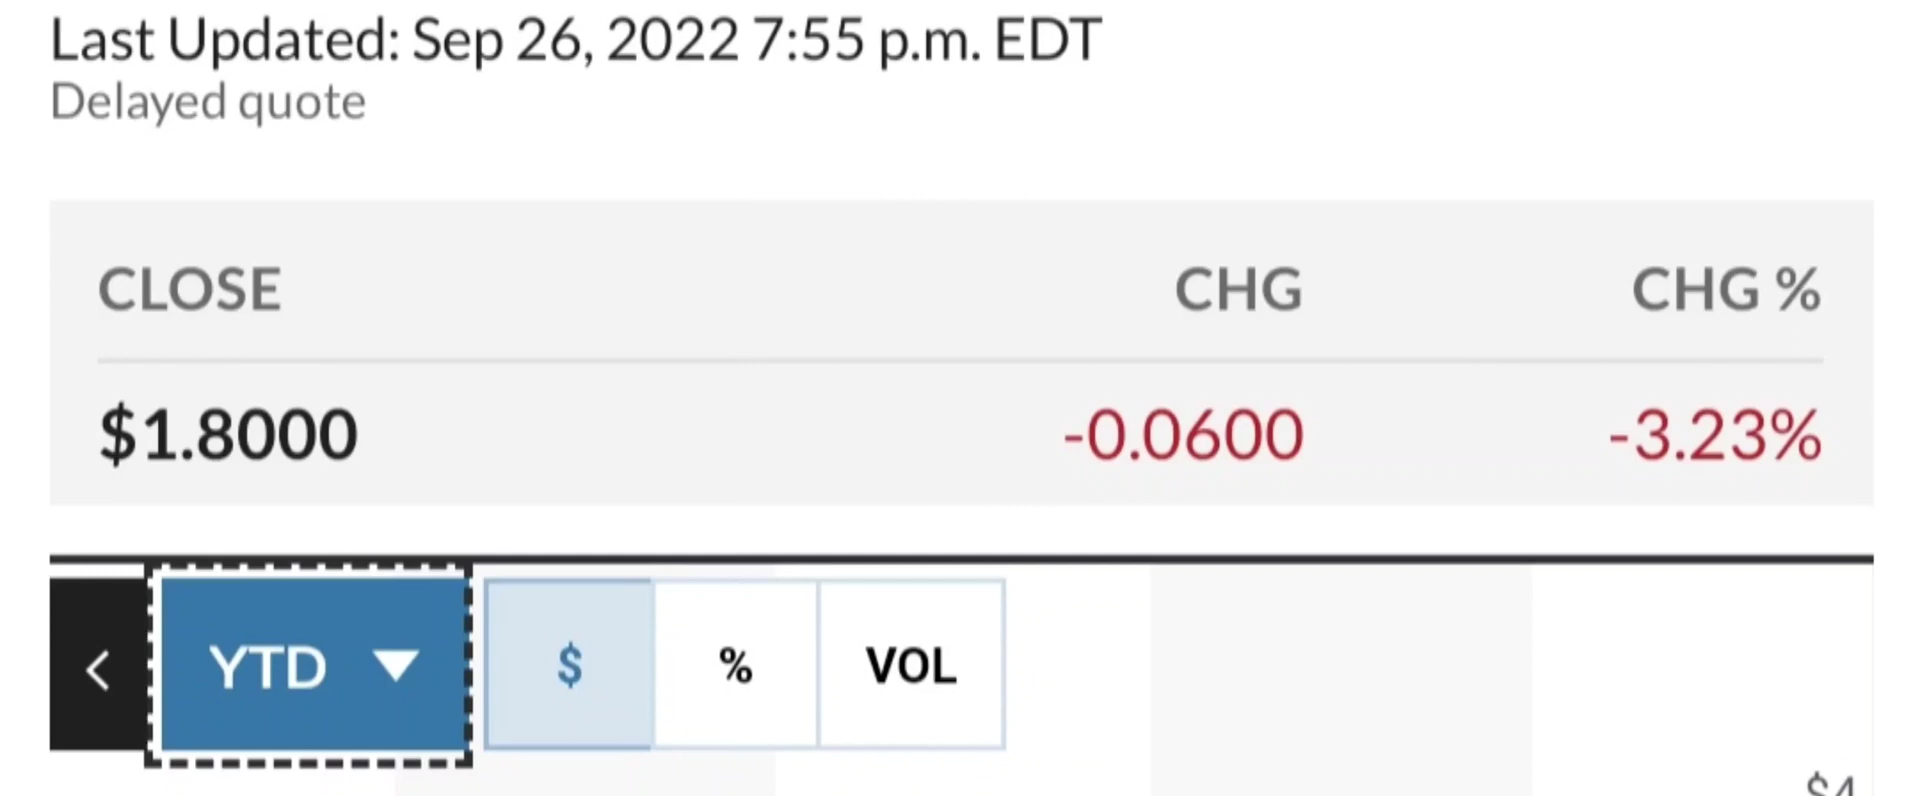 Last Updated: Sep 26, 2022 7:55 p.m. EDT
Delayed quote
CLOSE CHG CHG %
$1.8000 -0.0600 -3.23%
YTD $ % VOL
$4